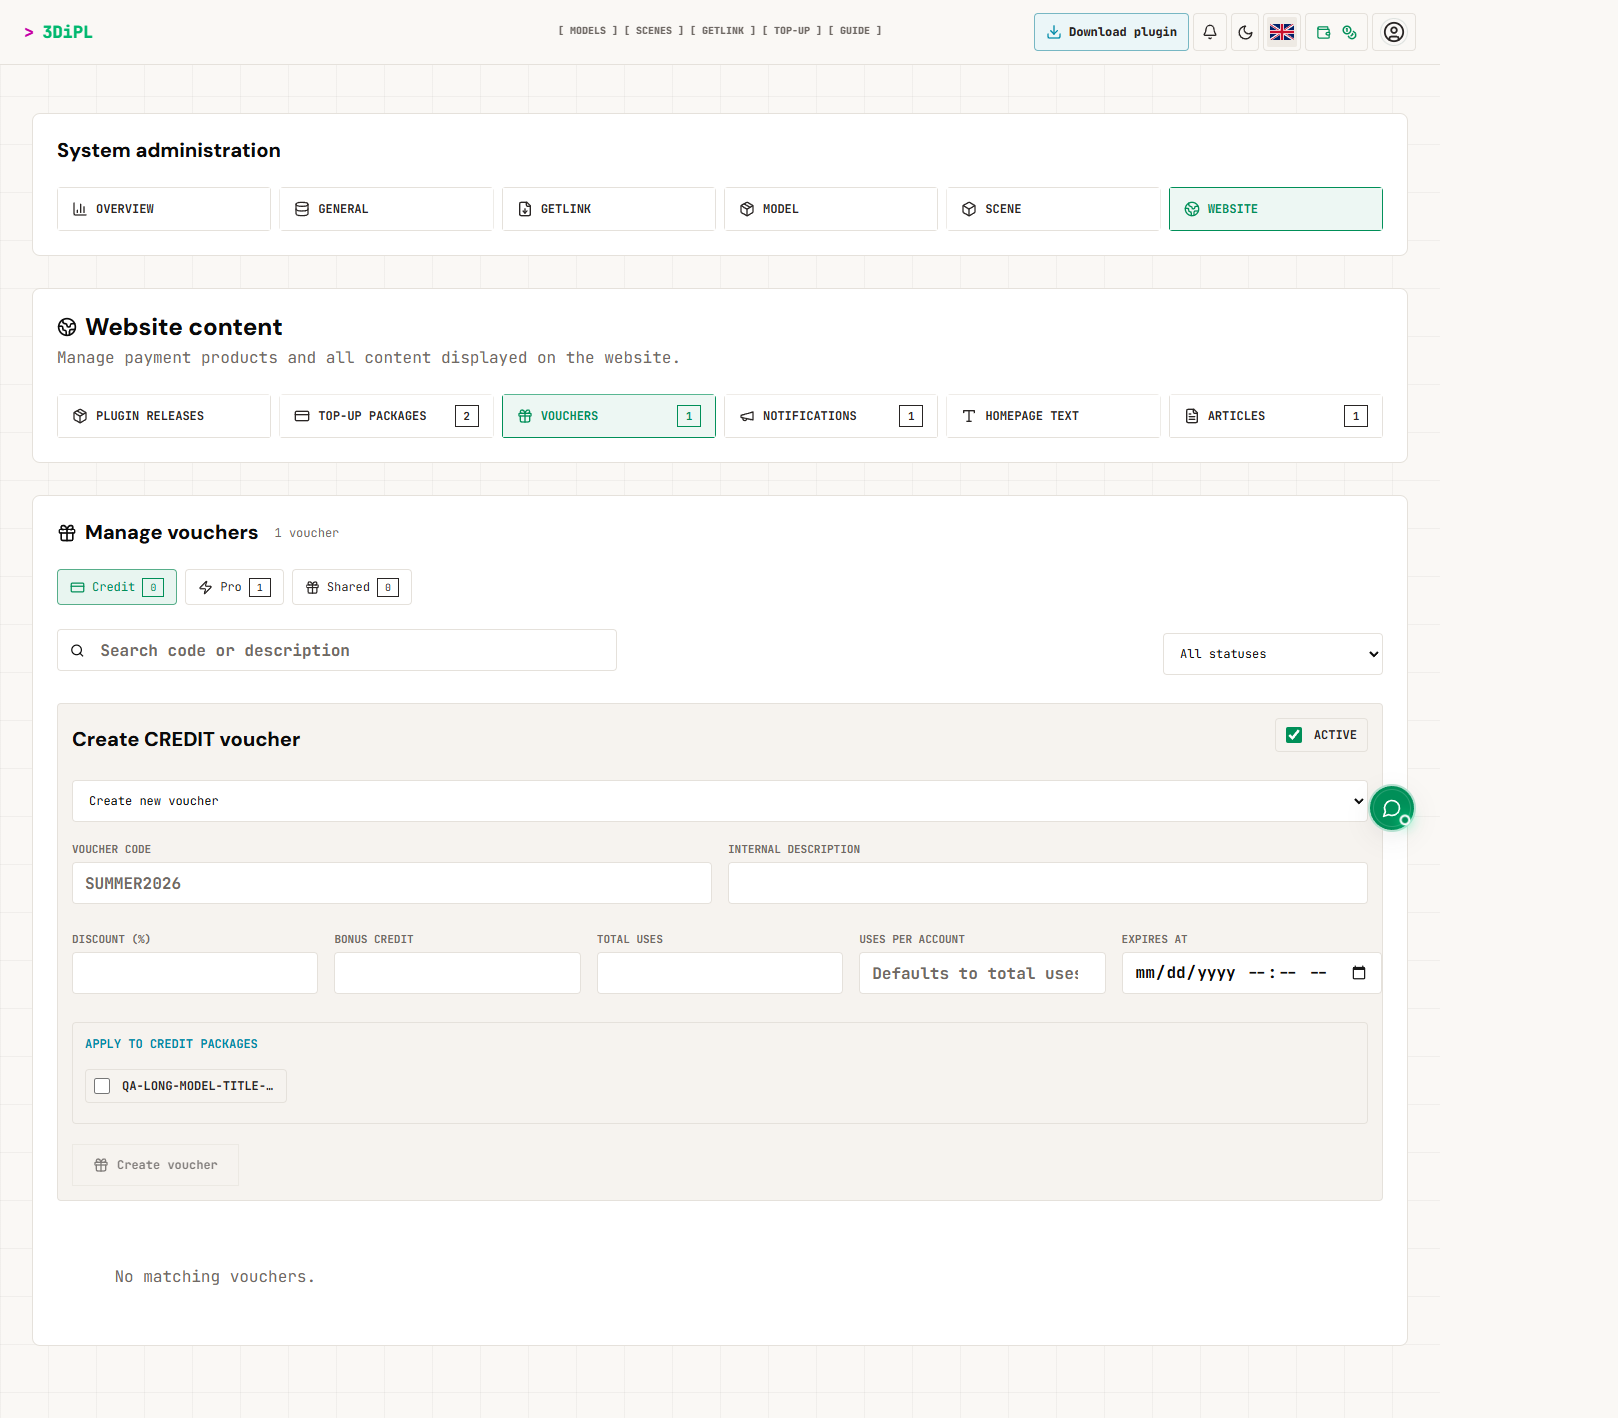 > 3DiPL
[ MODELS ] [ SCENES ] [ GETLINK ] [ TOP-UP ] [ GUIDE ]
Download plugin
System administration
OVERVIEW
GENERAL
GETLINK
MODEL
SCENE
WEBSITE
Website content
Manage payment products and all content displayed on the website.
PLUGIN RELEASES
TOP-UP PACKAGES 2
VOUCHERS 1
NOTIFICATIONS 1
HOMEPAGE TEXT
ARTICLES 1
Manage vouchers 1 voucher
Credit 0
Pro 1
Shared 0
Search code or description
All statuses
Create CREDIT voucher
ACTIVE
Create new voucher
VOUCHER CODE
INTERNAL DESCRIPTION
SUMMER2026
DISCOUNT (%)
BONUS CREDIT
TOTAL USES
USES PER ACCOUNT
EXPIRES AT
Defaults to total uses
mm/dd/yyyy --:-- --
APPLY TO CREDIT PACKAGES
QA-LONG-MODEL-TITLE-…
Create voucher
No matching vouchers.